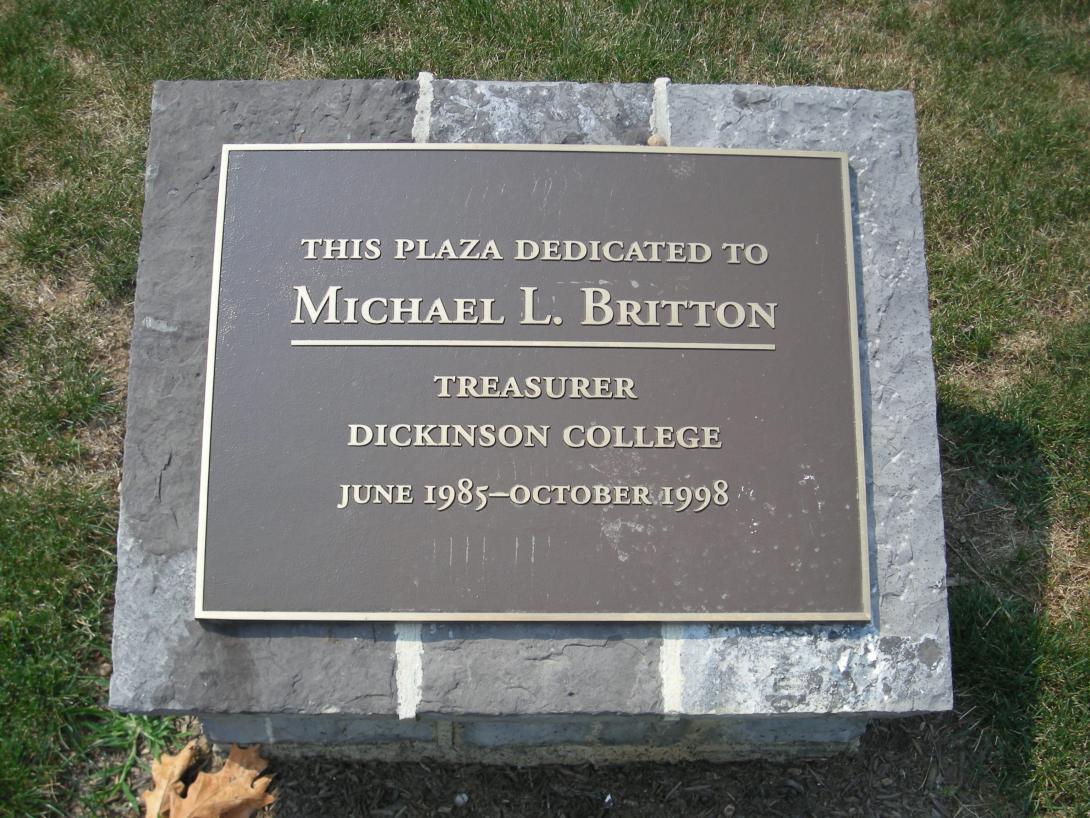 THIS PLAZA DEDICATED TO
MICHAEL L. BRITTON
TREASURER
DICKINSON COLLEGE
JUNE 1985–OCTOBER 1998